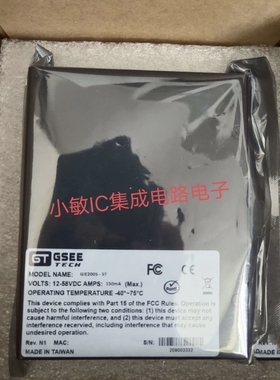 小敏IC集成电路电子
GT GSEE
TECH
MODEL NAME:
VOLTS: 12-58VDC AMPS: (Max.)
OPERATING TEMPERATURE -40°~75°C
This device complies with Part 15 of the FCC Rules. Operation is
subject to the following two conditions: (1) this device may not
cause harmful interference, and (2) this device must accept any
interference received, including interference that may cause
undesired operation.
Rev. N1 MAC: S/N:
MADE IN TAIWAN